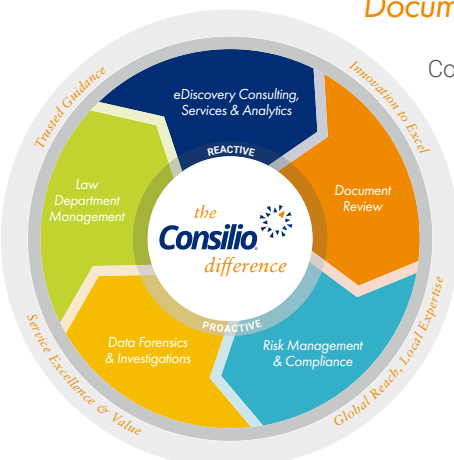 Docum
Co
Trusted Guidance
Innovation to Excel
eDiscovery Consulting,
Services & Analytics
REACTIVE
Law
Department
Management
Document
Review
the
Consilio
difference
PROACTIVE
Data Forensics
& Investigations
Risk Management
& Compliance
Service Excellence & Value
Global Reach, Local Expertise